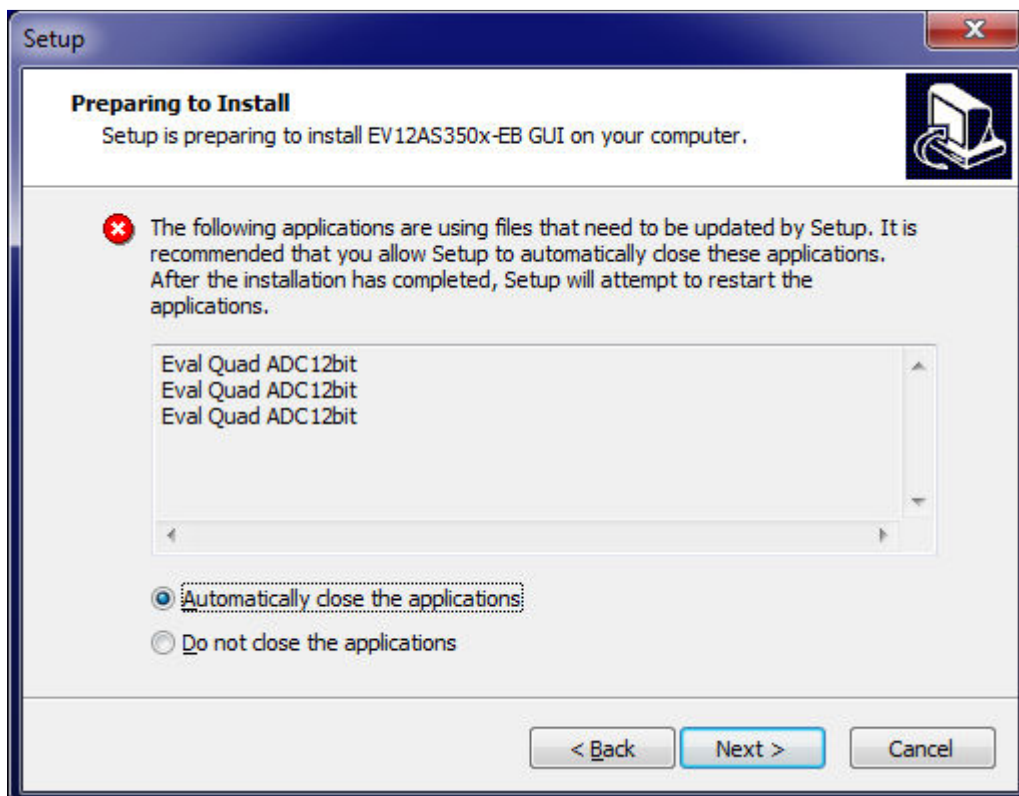 Setup
Preparing to Install
Setup is preparing to install EV12AS350x-EB GUI on your computer.
The following applications are using files that need to be updated by Setup. It is
recommended that you allow Setup to automatically close these applications.
After the installation has completed, Setup will attempt to restart the
applications.
Eval Quad ADC12bit
Eval Quad ADC12bit
Eval Quad ADC12bit
Automatically close the applications
Do not close the applications
< Back Next > Cancel